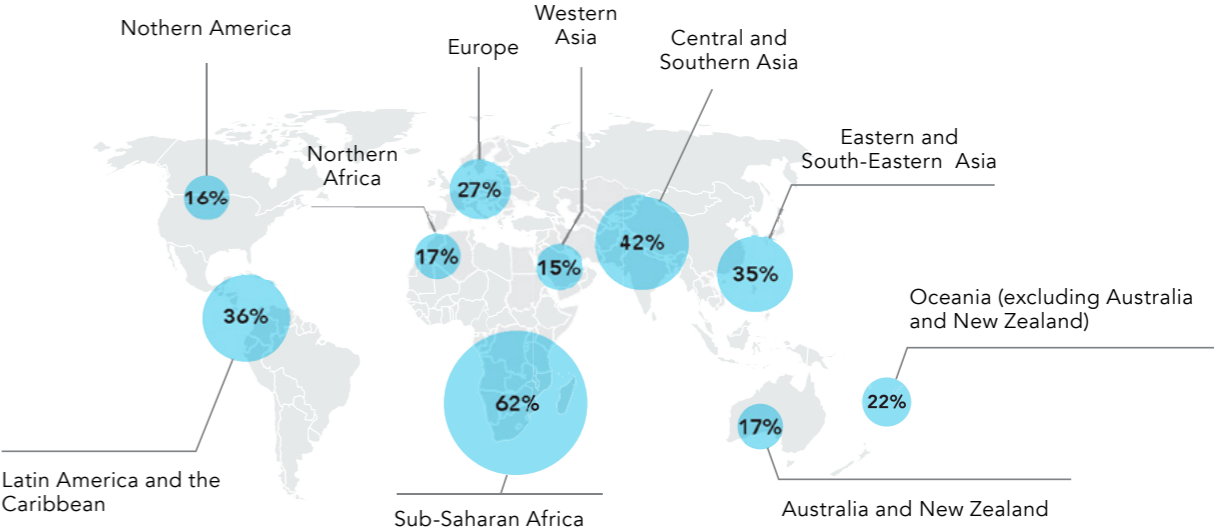 Nothern America
16%
Europe
27%
Western
Asia
15%
Central and
Southern Asia
42%
Northern
Africa
17%
Eastern and
South-Eastern Asia
35%
Latin America and the
Caribbean
36%
Sub-Saharan Africa
62%
Oceania (excluding Australia
and New Zealand)
22%
Australia and New Zealand
17%